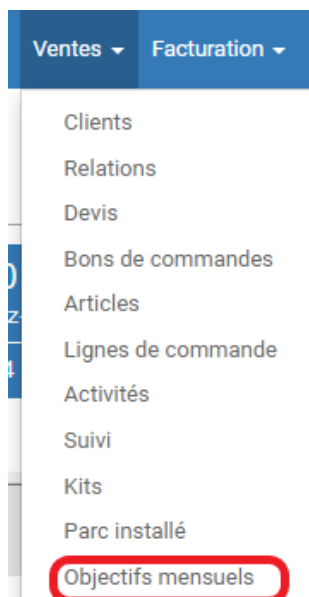 Ventes Facturation
Clients
Relations
Devis
Bons de commandes
Articles
Lignes de commande
Activités
Suivi
Kits
Parc installé
Objectifs mensuels